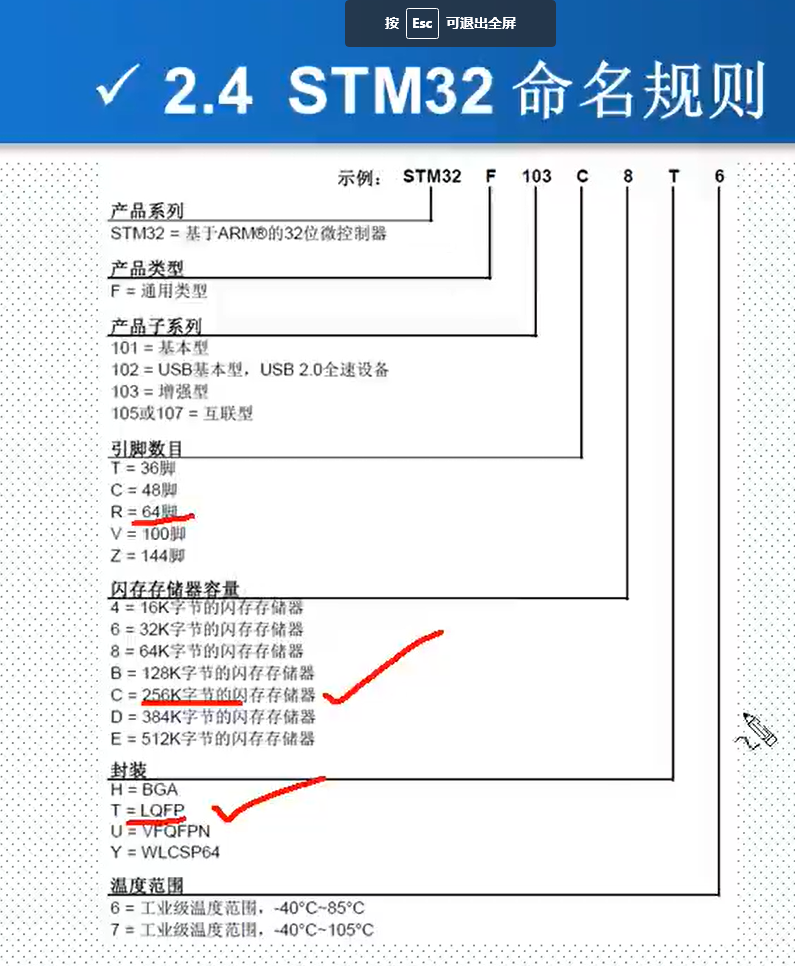 按 Esc 可退出全屏
✓ 2.4 STM32 命名规则
示例： STM32 F 103 C 8 T 6
产品系列
STM32 = 基于ARM®的32位微控制器
产品类型
F = 通用类型
产品子系列
101 = 基本型
102 = USB基本型，USB 2.0全速设备
103 = 增强型
105或107 = 互联型
引脚数目
T = 36脚
C = 48脚
R = 64脚
V = 100脚
Z = 144脚
闪存存储器容量
4 = 16K字节的闪存存储器
6 = 32K字节的闪存存储器
8 = 64K字节的闪存存储器
B = 128K字节的闪存存储器
C = 256K字节的闪存存储器
D = 384K字节的闪存存储器
E = 512K字节的闪存存储器
封装
H = BGA
T = LQFP
U = VFQFPN
Y = WLCSP64
温度范围
6 = 工业级温度范围，-40°C~85°C
7 = 工业级温度范围，-40°C~105°C